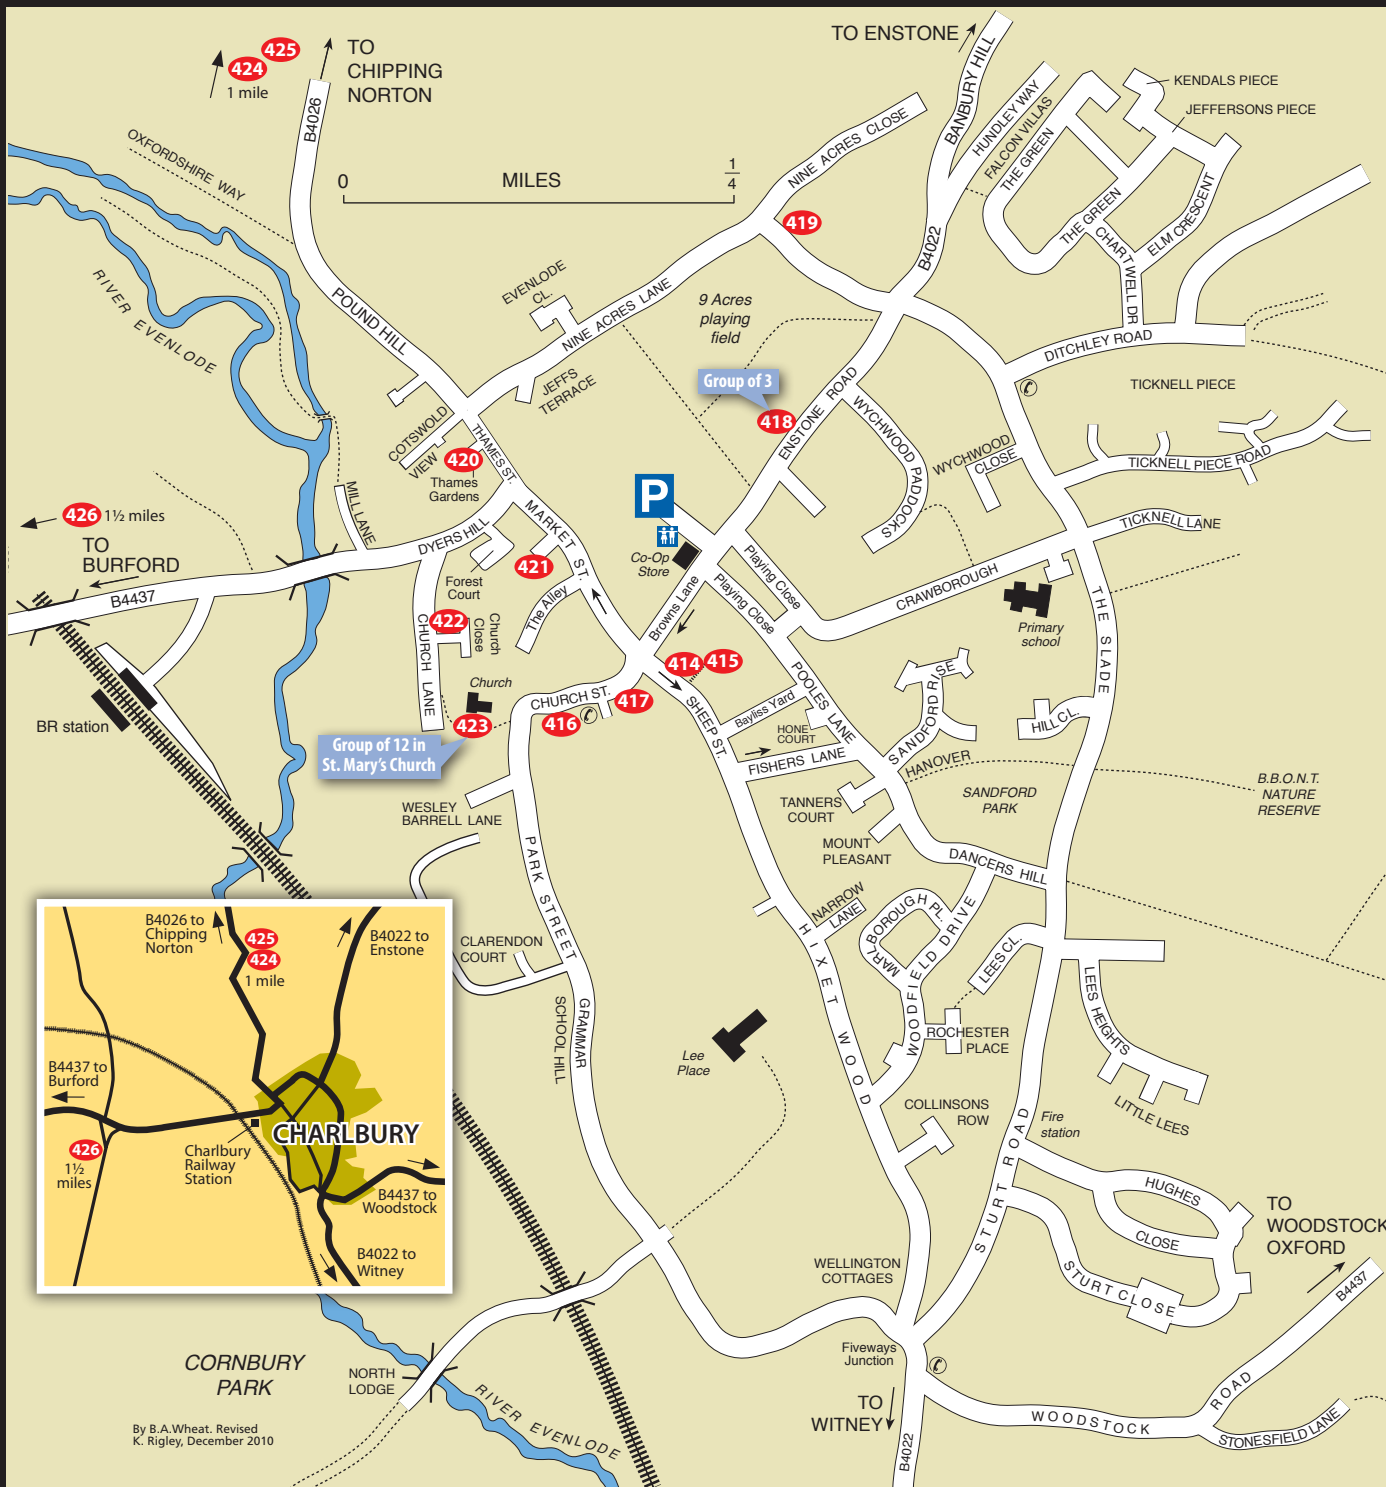 425
424
1 mile
TO
CHIPPING
NORTON
B4026
TO ENSTONE
BANBURY HILL
HUNDLEY WAY
FALCON VILLAS
THE GREEN
KENDALS PIECE
JEFFERSONS PIECE
THE GREEN
CHARTWELL DR
ELM CRESCENT
OXFORDSHIRE WAY
0
MILES
1
4
NINE ACRES CLOSE
419
B4022
RIVER EVENLODE
POUND HILL
EVENLODE
CL.
NINE ACRES LANE
9 Acres
playing
field
DITCHLEY ROAD
TICKNELL PIECE
JEFFS
TERRACE
Group of 3
418
ENSTONE ROAD
WYCHWOOD PADDOCKS
WYCHWOOD
CLOSE
TICKNELL PIECE ROAD
TICKNELL LANE
COTSWOLD
VIEW
THAMES ST.
420
Thames
Gardens
P
Co-Op
Store
MILL LANE
426 1½ miles
TO
BURFORD
B4437
DYERS HILL
MARKET ST.
Forest
Court
421
The Alley
Browns Lane
Playing Close
Playing Close
CRAWBOROUGH
Primary
school
THE SLADE
422
CHURCH LANE
Church
Close
Church
423
Group of 12 in
St. Mary's Church
CHURCH ST.
416
417
414
415
SHEEP ST.
Bayliss Yard
POOLES LANE
HONE
COURT
FISHERS LANE
SANDFORD RISE
HILL CL.
HANOVER
SANDFORD
PARK
B.B.O.N.T.
NATURE
RESERVE
BR station
WESLEY
BARRELL LANE
TANNERS
COURT
MOUNT
PLEASANT
DANCERS HILL
PARK STREET
NARROW
LANE
MARLBOROUGH PL.
WOODFIELD DRIVE
LEES CL.
LEES HEIGHTS
CLARENDON
COURT
HIXET WOOD
ROCHESTER
PLACE
GRAMMAR
SCHOOL HILL
Lee
Place
COLLINSONS
ROW
LITTLE LEES
Fire
station
STURT ROAD
HUGHES
CLOSE
STURT CLOSE
TO
WOODSTOCK
OXFORD
B4437
WELLINGTON
COTTAGES
Fiveways
Junction
TO
WITNEY
B4022
WOODSTOCK
ROAD
STONESFIELD LANE
B4026 to
Chipping
Norton
425
424
1 mile
B4022 to
Enstone
B4437 to
Burford
426
1½
miles
CHARLBURY
Charlbury
Railway
Station
B4437 to
Woodstock
B4022 to
Witney
CORNBURY
PARK
NORTH
LODGE
RIVER EVENLODE
By B.A.Wheat. Revised
K. Rigley, December 2010